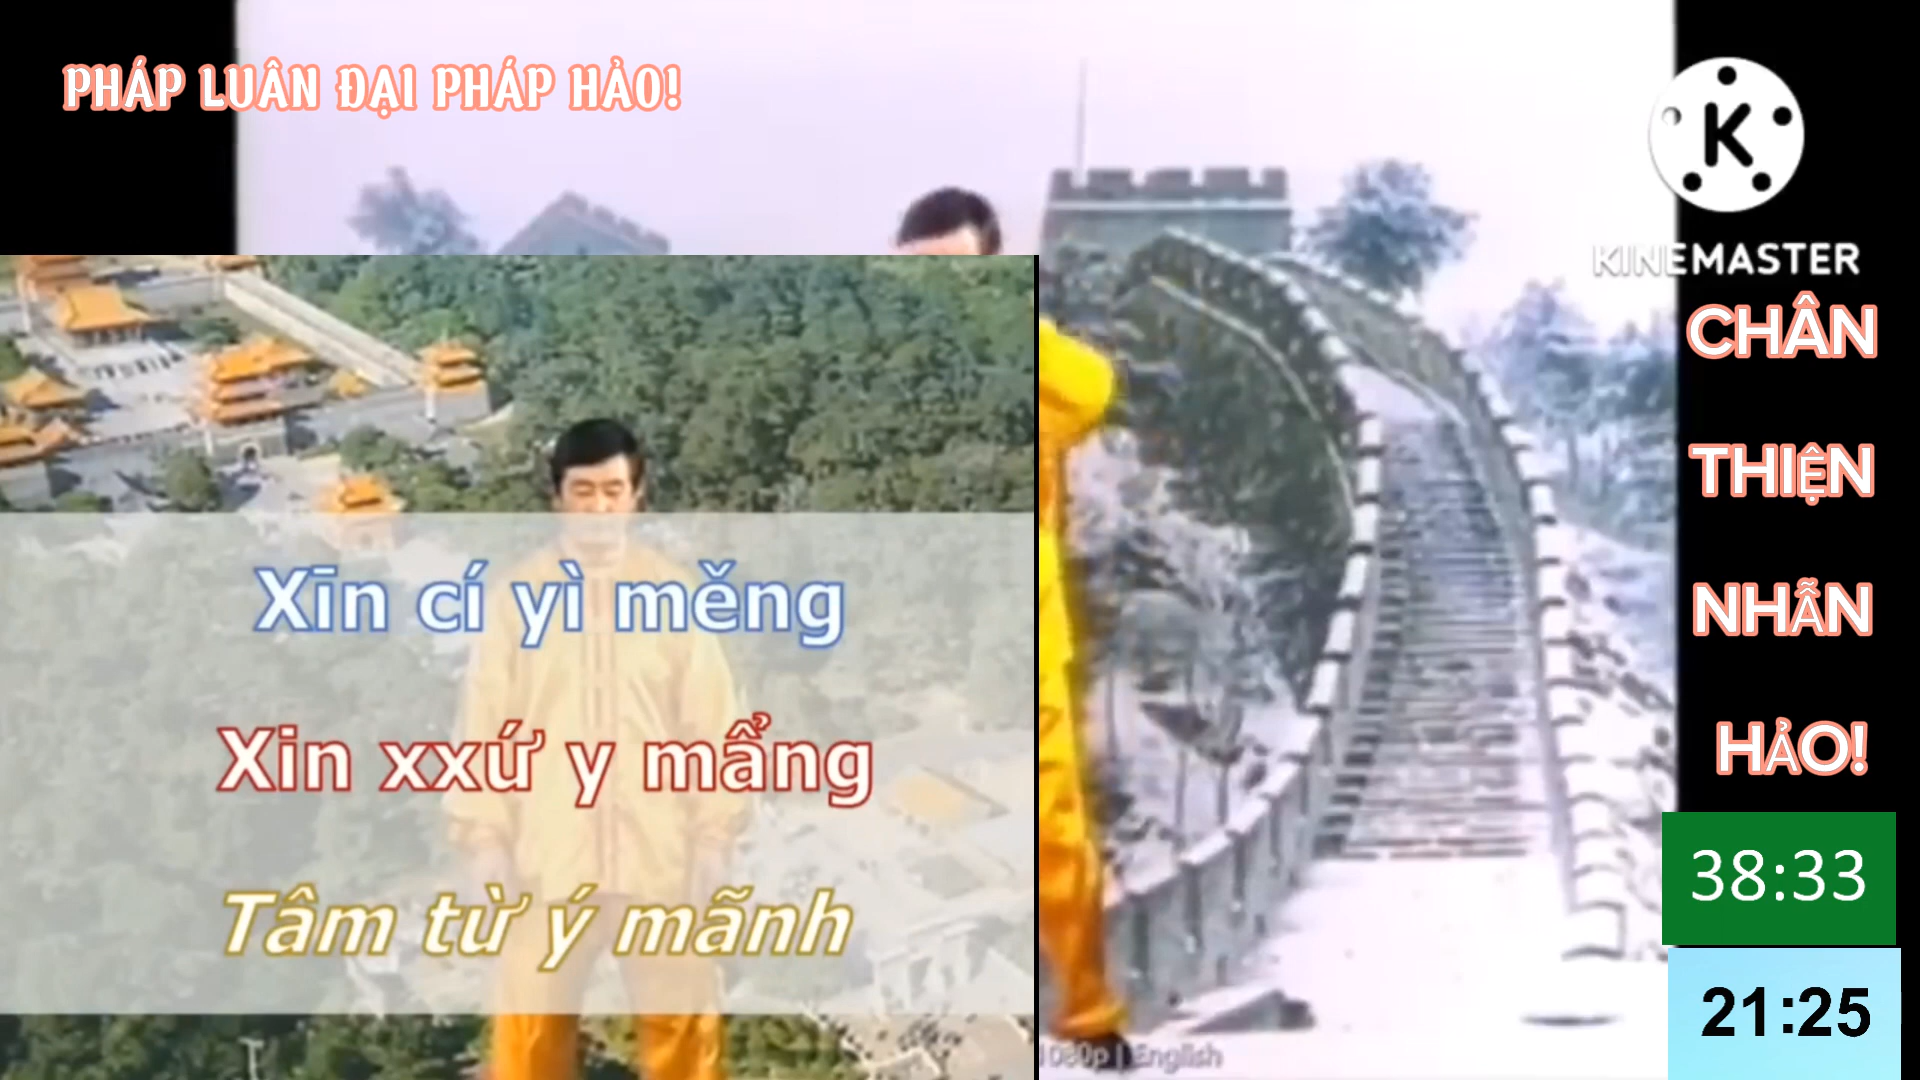 PHÁP LUÂN ĐẠI PHÁP HẢO!
K
KINEMASTER
CHÂN
THIỆN
NHẪN
HẢO!
Xīn cí yì měng
Xin xxứ y mẩng
Tâm từ ý mãnh
38:33
21:25
1080p | English